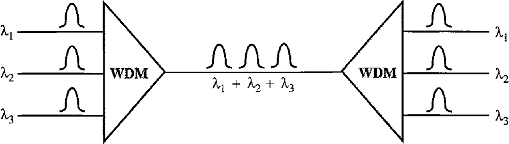 λ₁ λ₁
λ₂ WDM WDM λ₂
λ₁ + λ₂ + λ₃
λ₃ λ₃